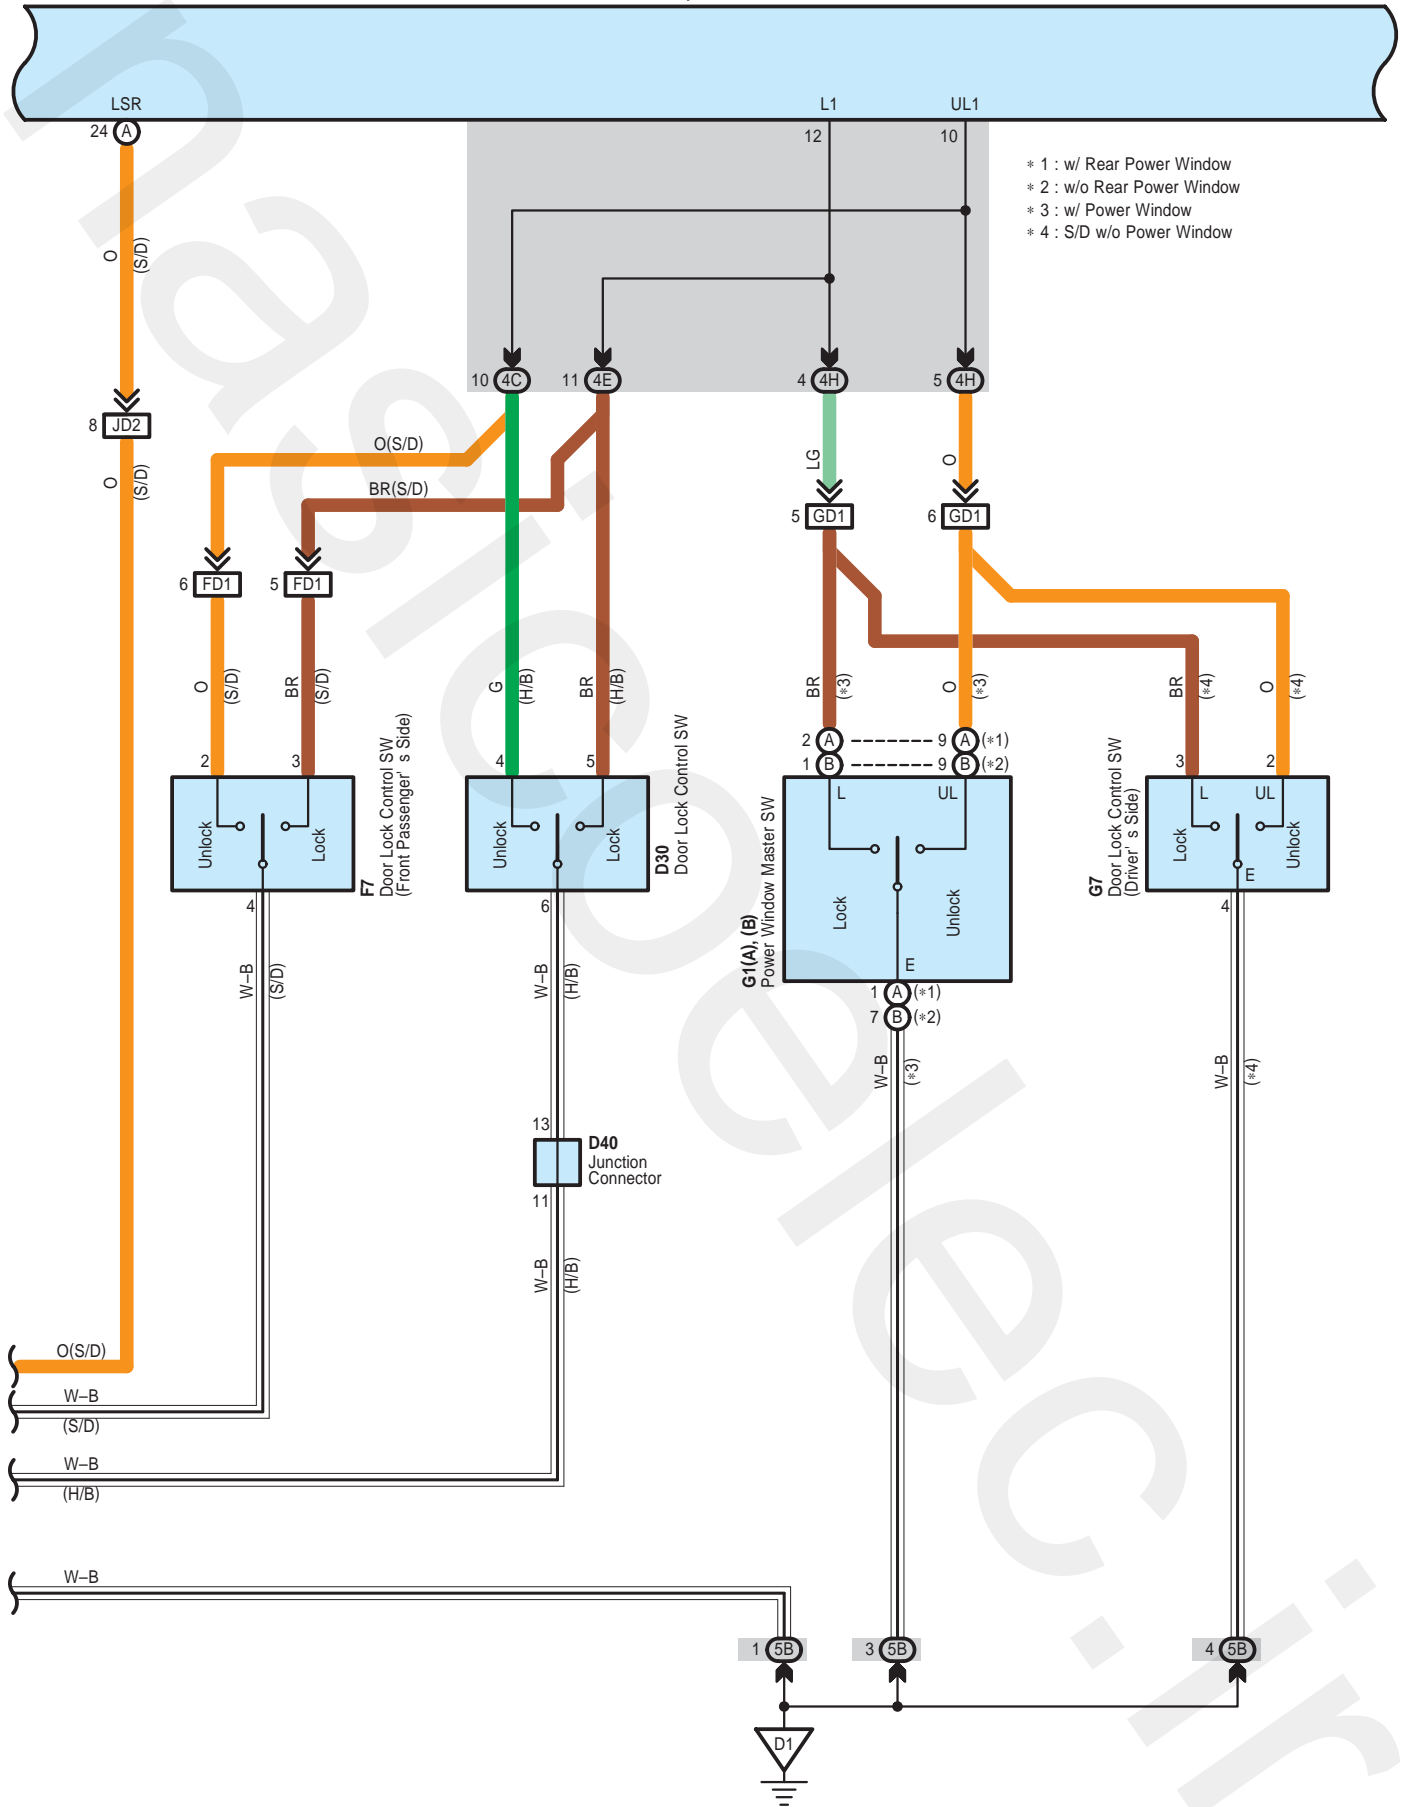 LSR
L1
UL1
24 A
12
10
∗ 1 : w/ Rear Power Window
∗ 2 : w/o Rear Power Window
∗ 3 : w/ Power Window
∗ 4 : S/D w/o Power Window
O
(S/D)
10 4C
11 4E
4 4H
5 4H
8 JD2
O
(S/D)
O(S/D)
BR(S/D)
LG
O
5 GD1
6 GD1
6 FD1
5 FD1
O
(S/D)
BR
(S/D)
G
(H/B)
BR
(H/B)
BR
(∗3)
O
(∗3)
BR
(∗4)
O
(∗4)
2 A
9 A (∗1)
1 B
9 B (∗2)
2
3
4
5
3
2
Unlock
Lock
F7
Door Lock Control SW
(Front Passenger' s Side)
Unlock
Lock
D30
Door Lock Control SW
L
UL
Lock
Unlock
E
G1(A), (B)
Power Window Master SW
L
UL
Lock
Unlock
E
G7
Door Lock Control SW
(Driver' s Side)
4
6
4
1 A (∗1)
7 B (∗2)
W–B
(S/D)
W–B
(H/B)
W–B
(∗3)
W–B
(∗4)
13
D40
Junction
Connector
11
W–B
(H/B)
O(S/D)
W–B
(S/D)
W–B
(H/B)
W–B
1 5B
3 5B
4 5B
D1
naslcoelec.ir